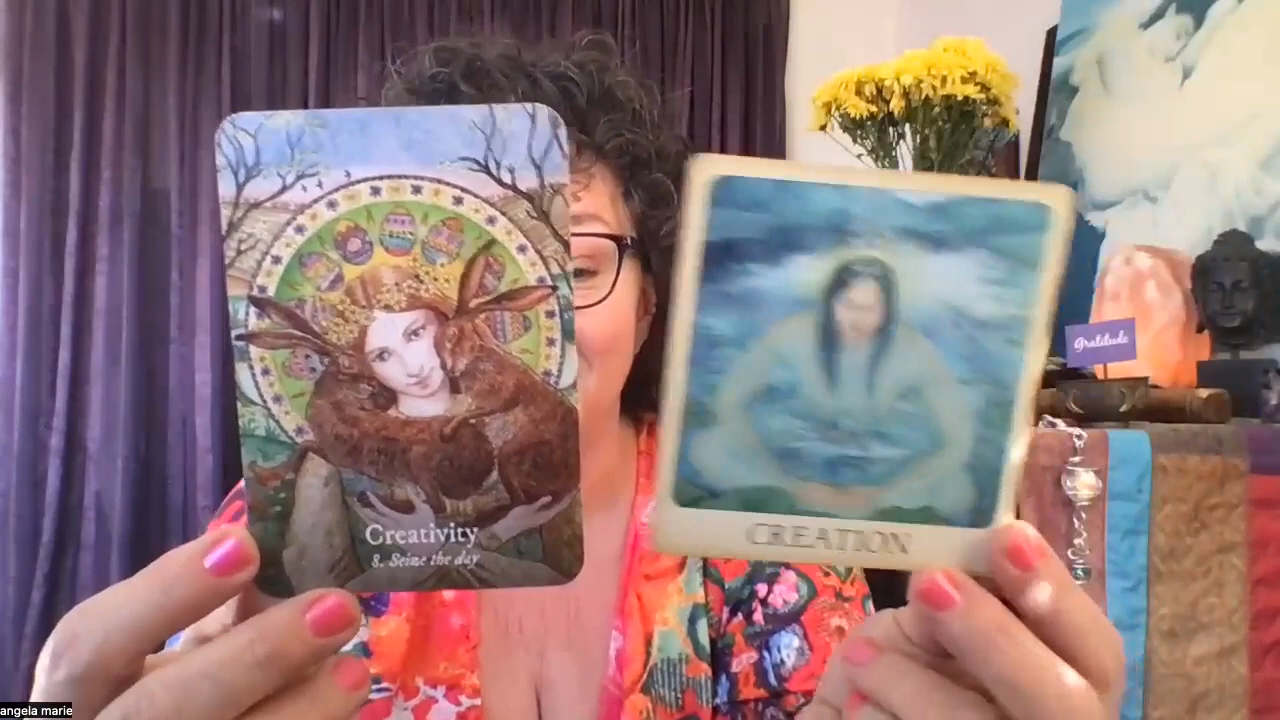 Creativity
8. Seize the day
CREATION
gratitude
angela marie